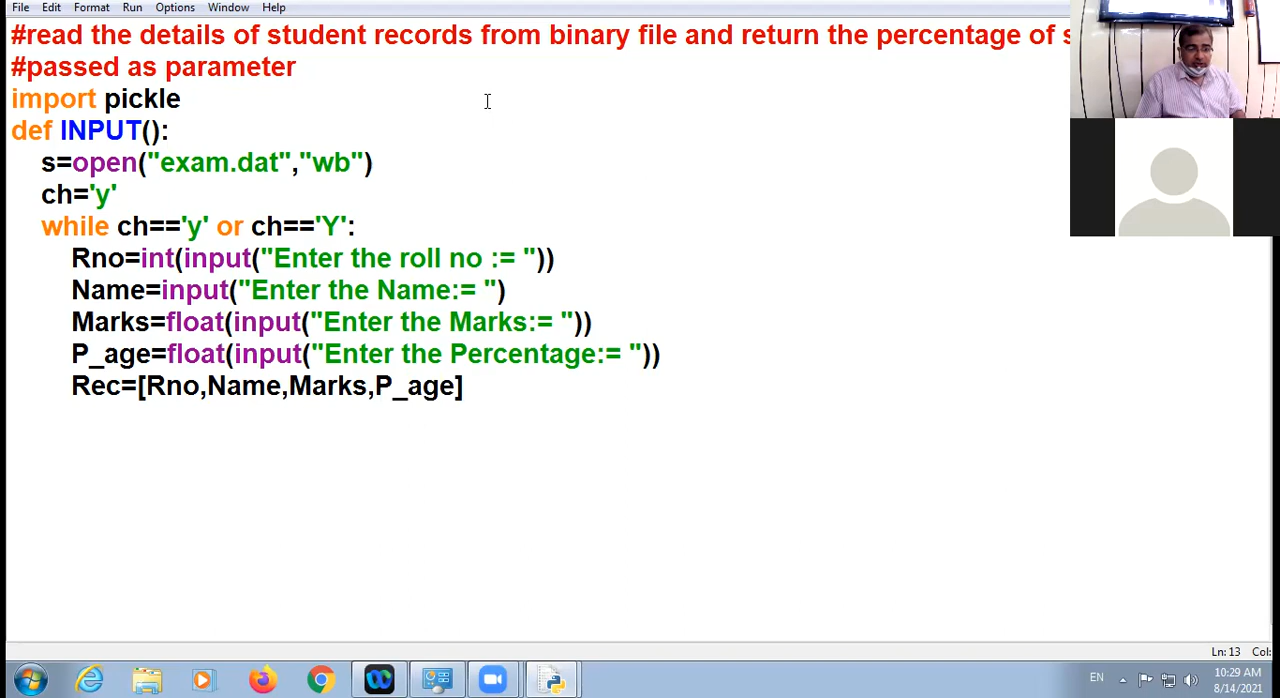 File Edit Format Run Options Window Help
#read the details of student records from binary file and return the percentage of
#passed as parameter
import pickle
def INPUT():
    s=open("exam.dat","wb")
    ch='y'
    while ch=='y' or ch=='Y':
        Rno=int(input("Enter the roll no := "))
        Name=input("Enter the Name:= ")
        Marks=float(input("Enter the Marks:= "))
        P_age=float(input("Enter the Percentage:= "))
        Rec=[Rno,Name,Marks,P_age]
Ln: 13 Col:
EN
10:29 AM
8/14/2021